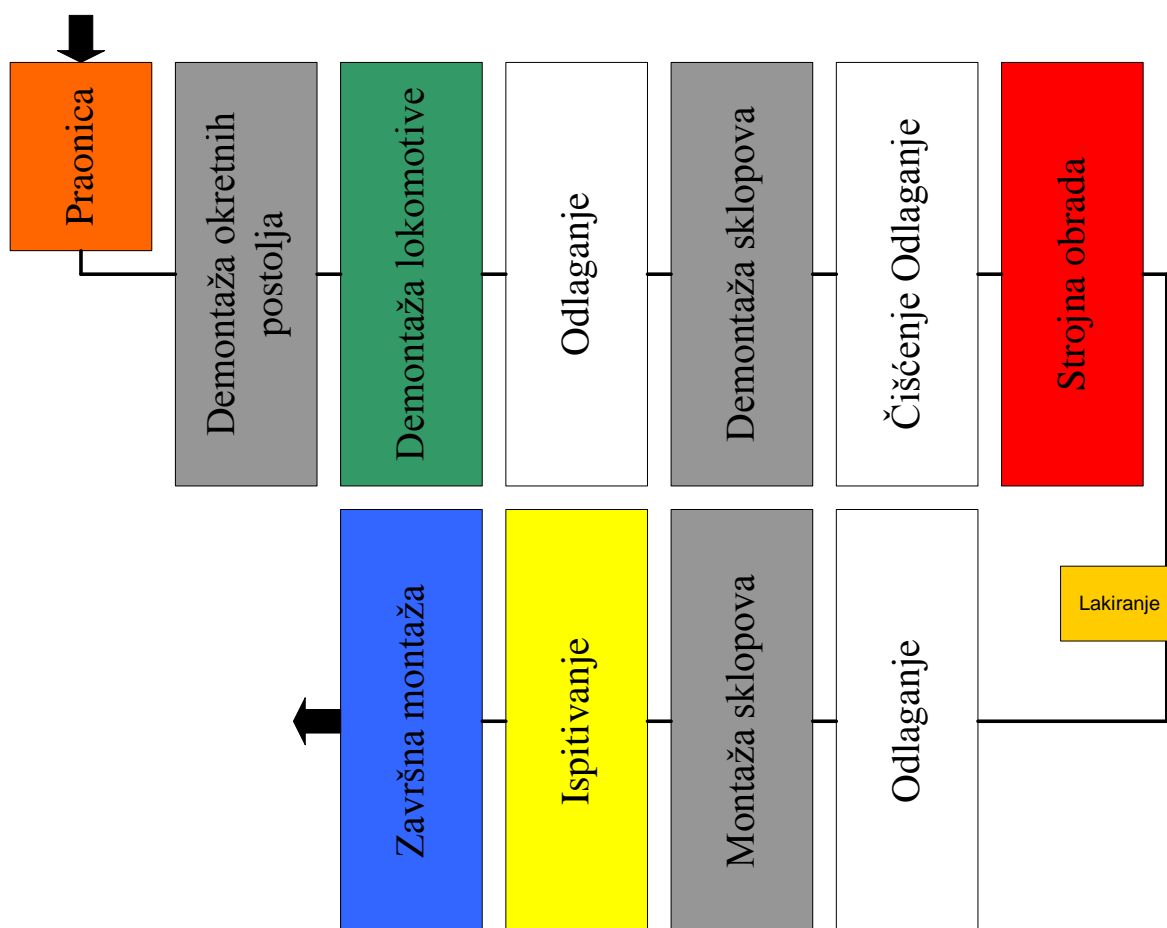 Praonica
Demontaža okretnih
postolja
Demontaža lokomotive
Odlaganje
Demontaža sklopova
Čišćenje Odlaganje
Strojna obrada
Lakiranje
Odlaganje
Montaža sklopova
Ispitivanje
Završna montaža